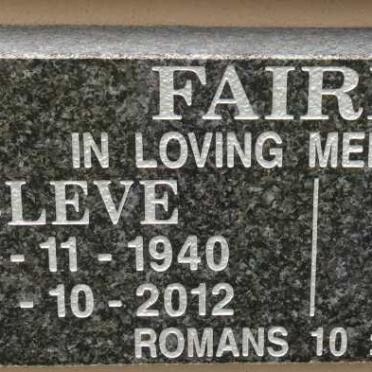 FAIR
IN LOVING ME
LEVE
- 11 - 1940
- 10 - 2012
ROMANS 10